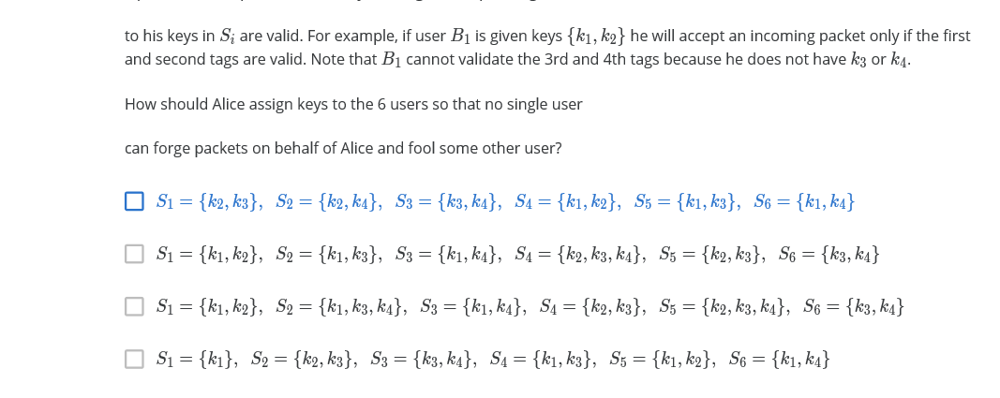 to his keys in S_i are valid. For example, if user B_1 is given keys {k_1, k_2} he will accept an incoming packet only if the first
and second tags are valid. Note that B_1 cannot validate the 3rd and 4th tags because he does not have k_3 or k_4.
How should Alice assign keys to the 6 users so that no single user
can forge packets on behalf of Alice and fool some other user?
S_1 = {k_2, k_3}, S_2 = {k_2, k_4}, S_3 = {k_3, k_4}, S_4 = {k_1, k_2}, S_5 = {k_1, k_3}, S_6 = {k_1, k_4}
S_1 = {k_1, k_2}, S_2 = {k_1, k_3}, S_3 = {k_1, k_4}, S_4 = {k_2, k_3, k_4}, S_5 = {k_2, k_3}, S_6 = {k_3, k_4}
S_1 = {k_1, k_2}, S_2 = {k_1, k_3, k_4}, S_3 = {k_1, k_4}, S_4 = {k_2, k_3}, S_5 = {k_2, k_3, k_4}, S_6 = {k_3, k_4}
S_1 = {k_1}, S_2 = {k_2, k_3}, S_3 = {k_3, k_4}, S_4 = {k_1, k_3}, S_5 = {k_1, k_2}, S_6 = {k_1, k_4}